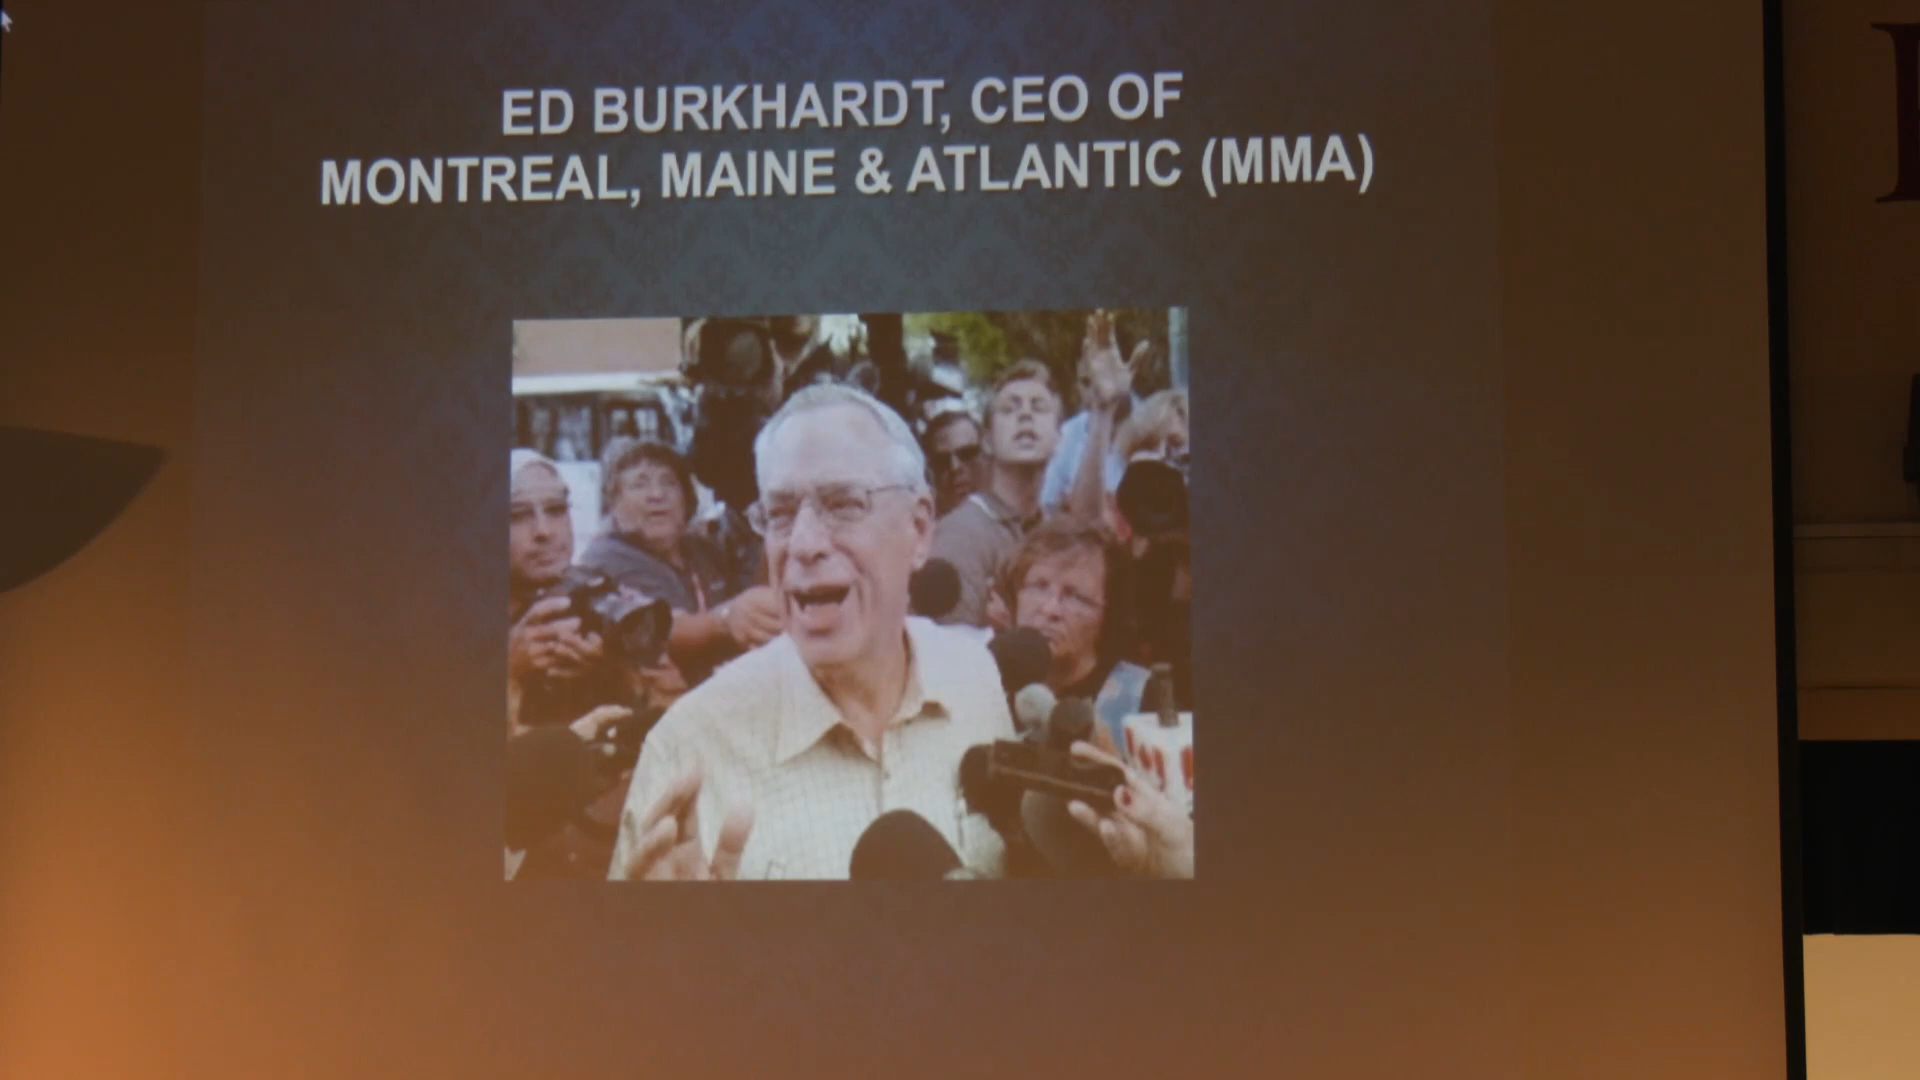 ED BURKHARDT, CEO OF
MONTREAL, MAINE & ATLANTIC (MMA)